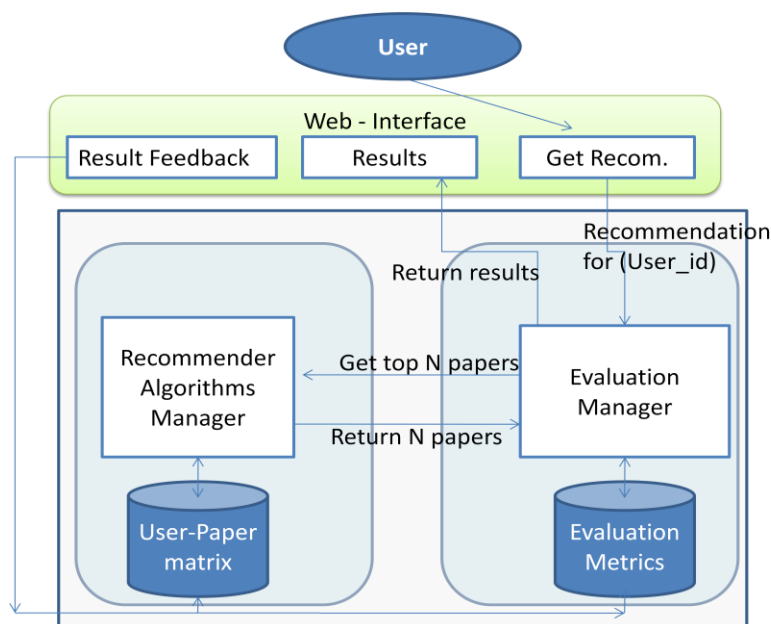 User
Web - Interface
Result Feedback
Results
Get Recom.
Recommendation
for (User_id)
Return results
Recommender
Algorithms
Manager
Get top N papers
Return N papers
Evaluation
Manager
User-Paper
matrix
Evaluation
Metrics